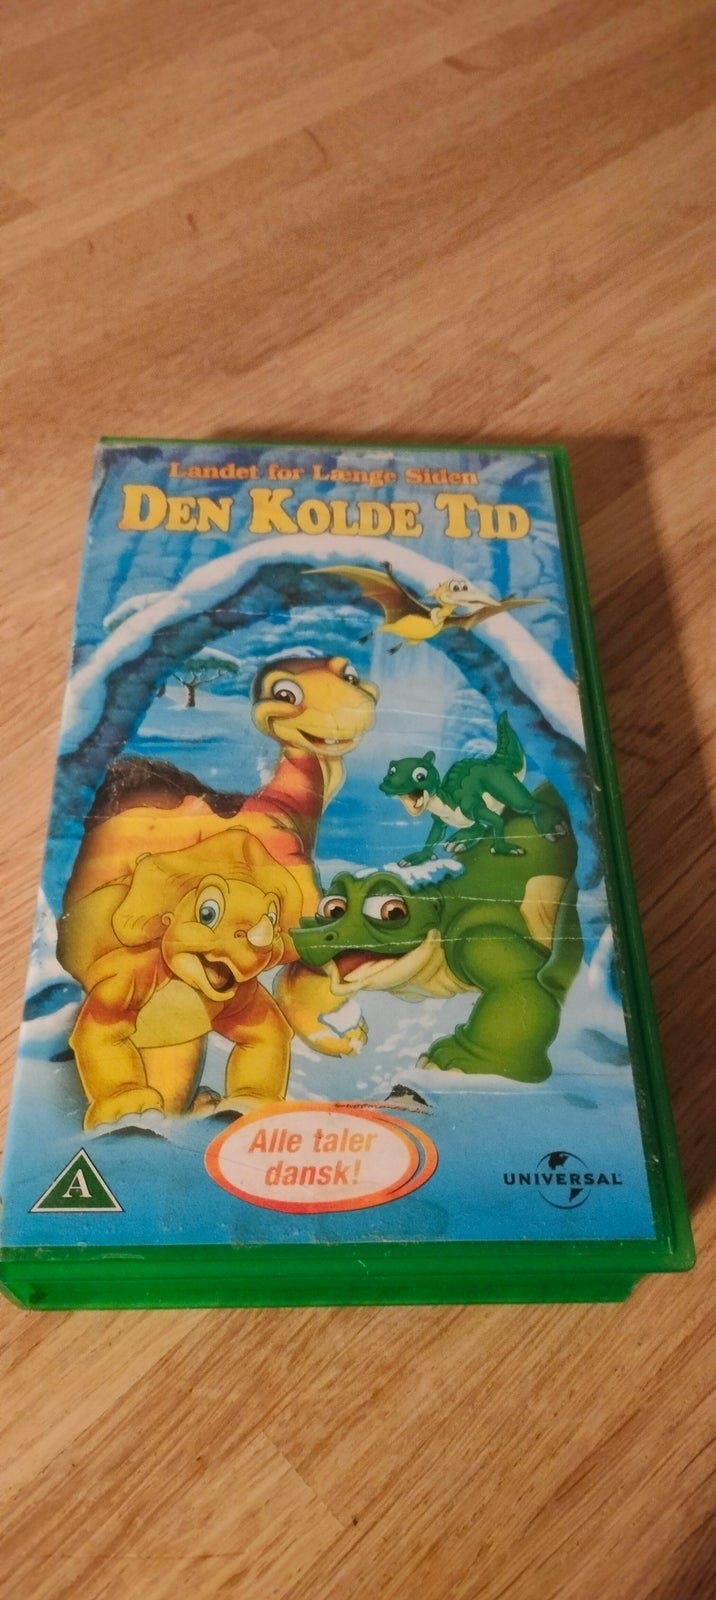 Landet for Længe Siden
DEN KOLDE TID
Alle taler
dansk!
A
UNIVERSAL